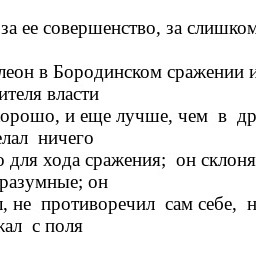 за ее совершенство, за слишком
леон в Бородинском сражении и
ителя власти
орошо, и еще лучше, чем в др
лал ничего
о для хода сражения; он склоня
разумные; он
, не противоречил сам себе, н
кал с поля